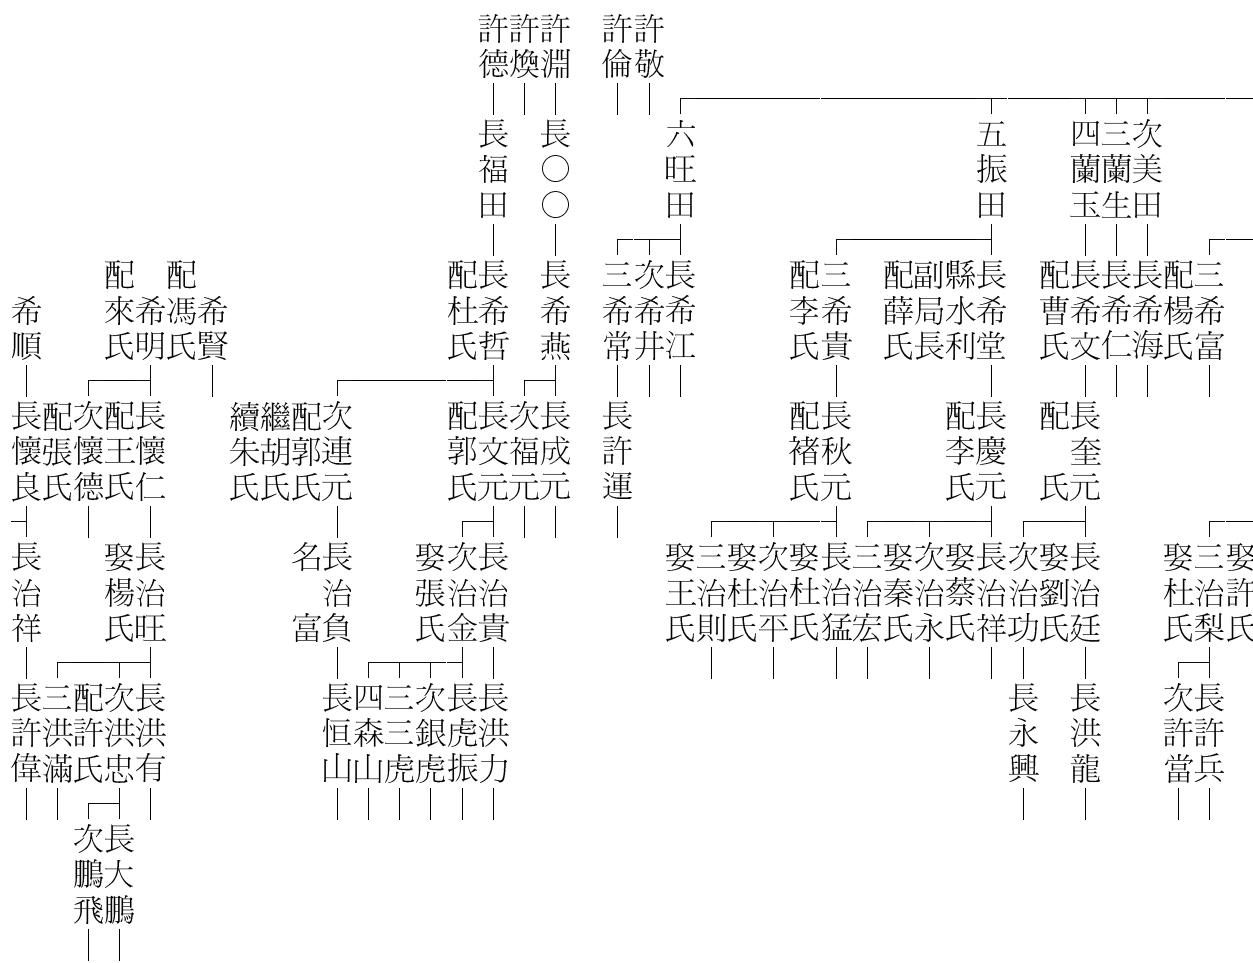 許敬
許倫
許淵
許煥
許德
次美田
三蘭生
四蘭玉
五振田
六旺田
長〇〇
長福田
三希富
配楊氏
長希海
長希仁
長希文
配曹氏
長希堂
縣水利
副局長
配薛氏
三希貴
配李氏
長希江
次希井
三希常
長希燕
長希哲
配杜氏
希賢
配馮氏
希明
配來氏
希順
長奎元
配 氏
長慶元
配李氏
長秋元
配褚氏
長許運
長成元
次福元
長文元
配郭氏
次連元
配郭氏
繼胡氏
續朱氏
長懷仁
配王氏
次懷德
配張氏
長懷良
娶許氏
三治梨
娶杜氏
長治廷
娶劉氏
次治功
長治祥
娶蔡氏
次治永
娶秦氏
三治宏
長治猛
娶杜氏
次治平
娶杜氏
三治則
娶王氏
長治貴
次治金
娶張氏
長治負
名 富
長治旺
娶楊氏
長治祥
長許兵
次許當
長洪龍
長永興
長洪力
長虎振
次銀虎
三三虎
四森山
長恒山
長洪有
次洪忠
配許氏
三洪滿
長許偉
長大鵬
次鵬飛